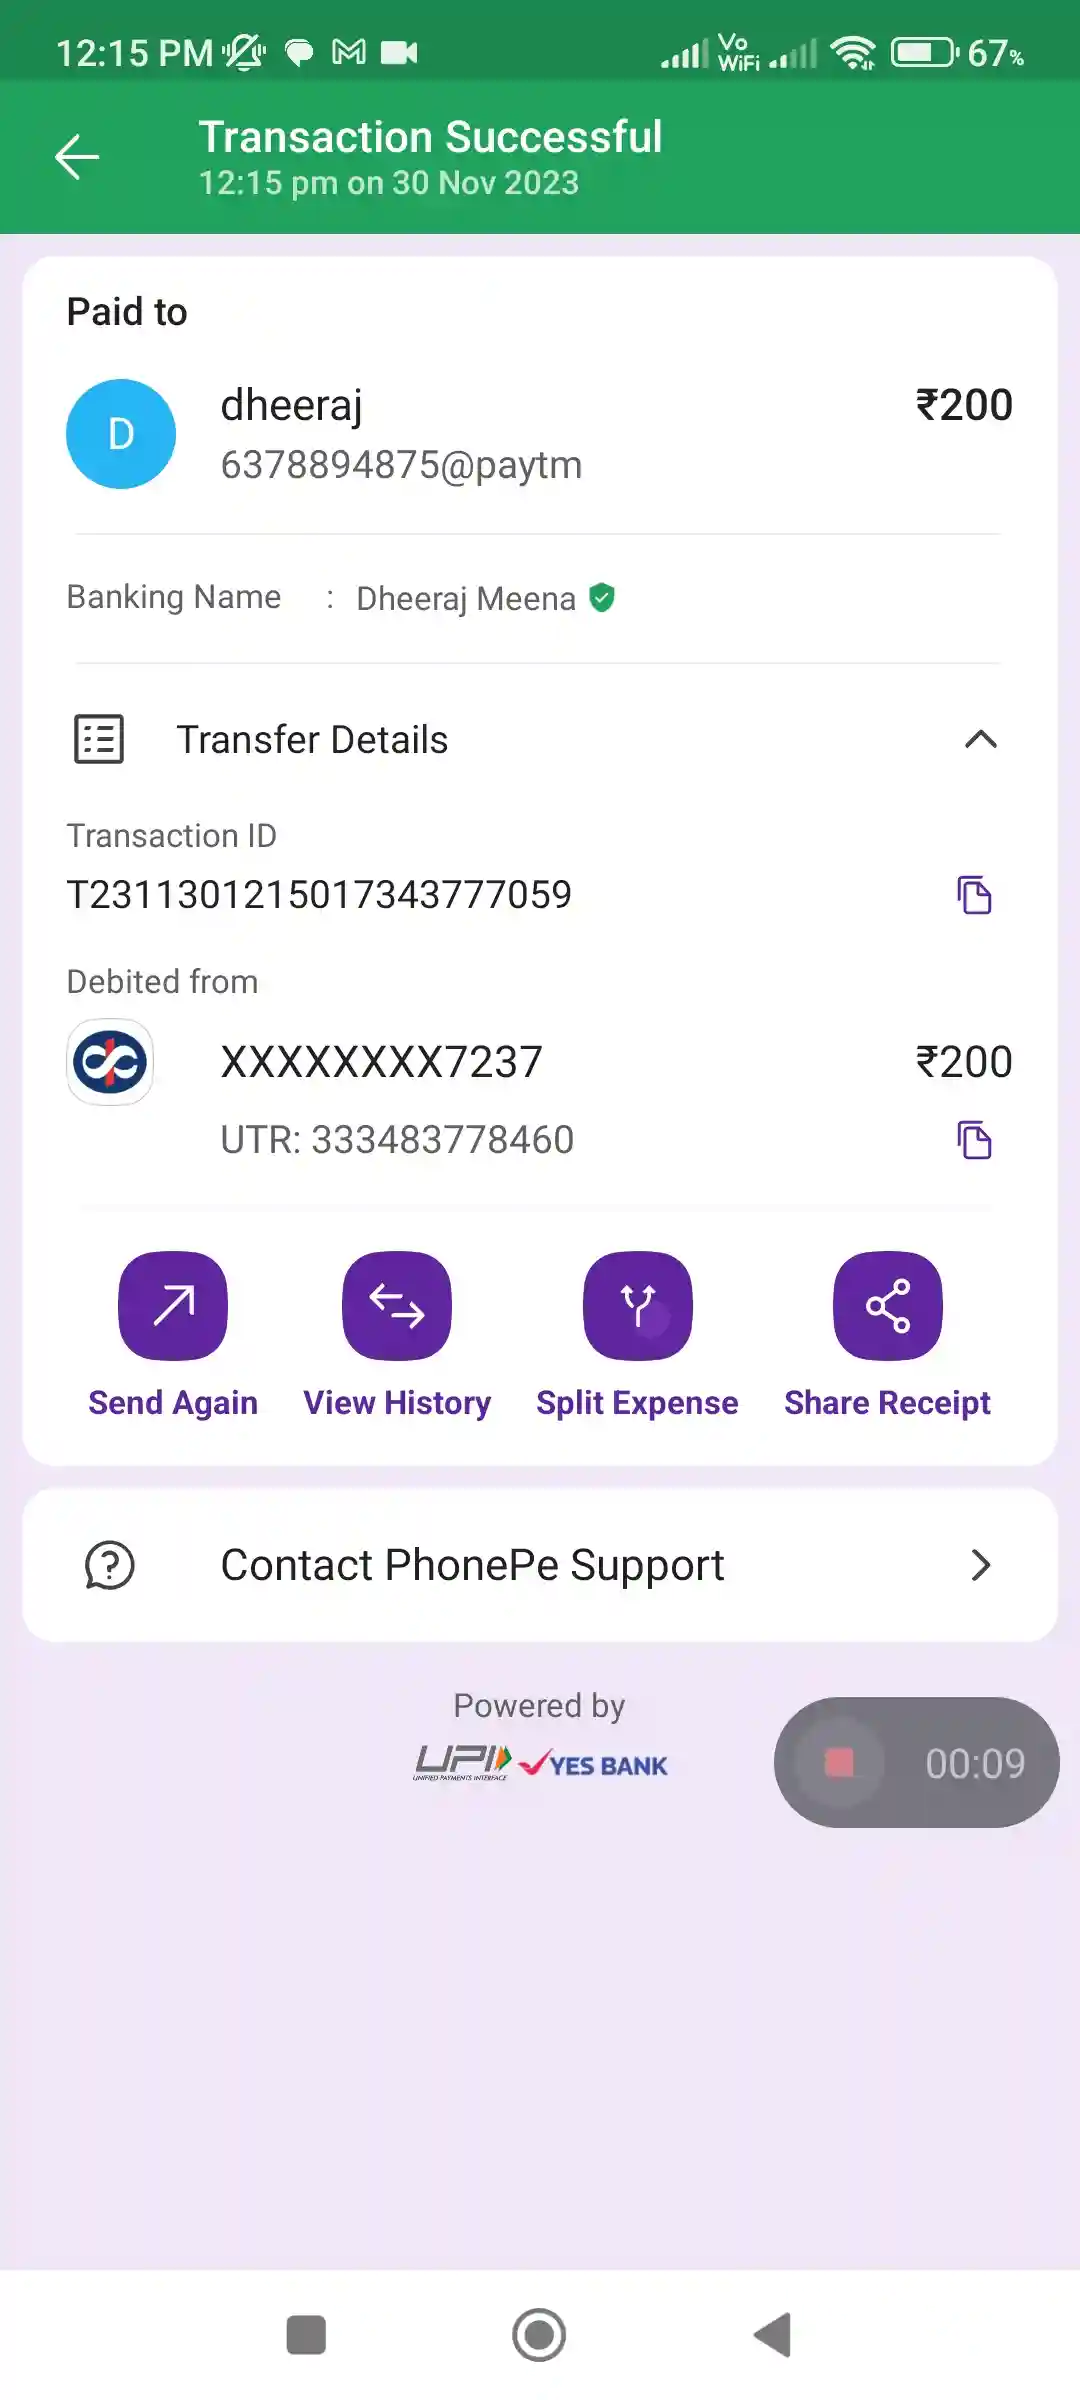 12:15 PM Vo WiFi 67%
Transaction Successful
12:15 pm on 30 Nov 2023
Paid to
D dheeraj ₹200
6378894875@paytm
Banking Name : Dheeraj Meena
Transfer Details
Transaction ID
T2311301215017343777059
Debited from
XXXXXXXX7237 ₹200
UTR: 333483778460
Send Again View History Split Expense Share Receipt
Contact PhonePe Support
Powered by
UPI UNIFIED PAYMENTS INTERFACE YES BANK
00:09